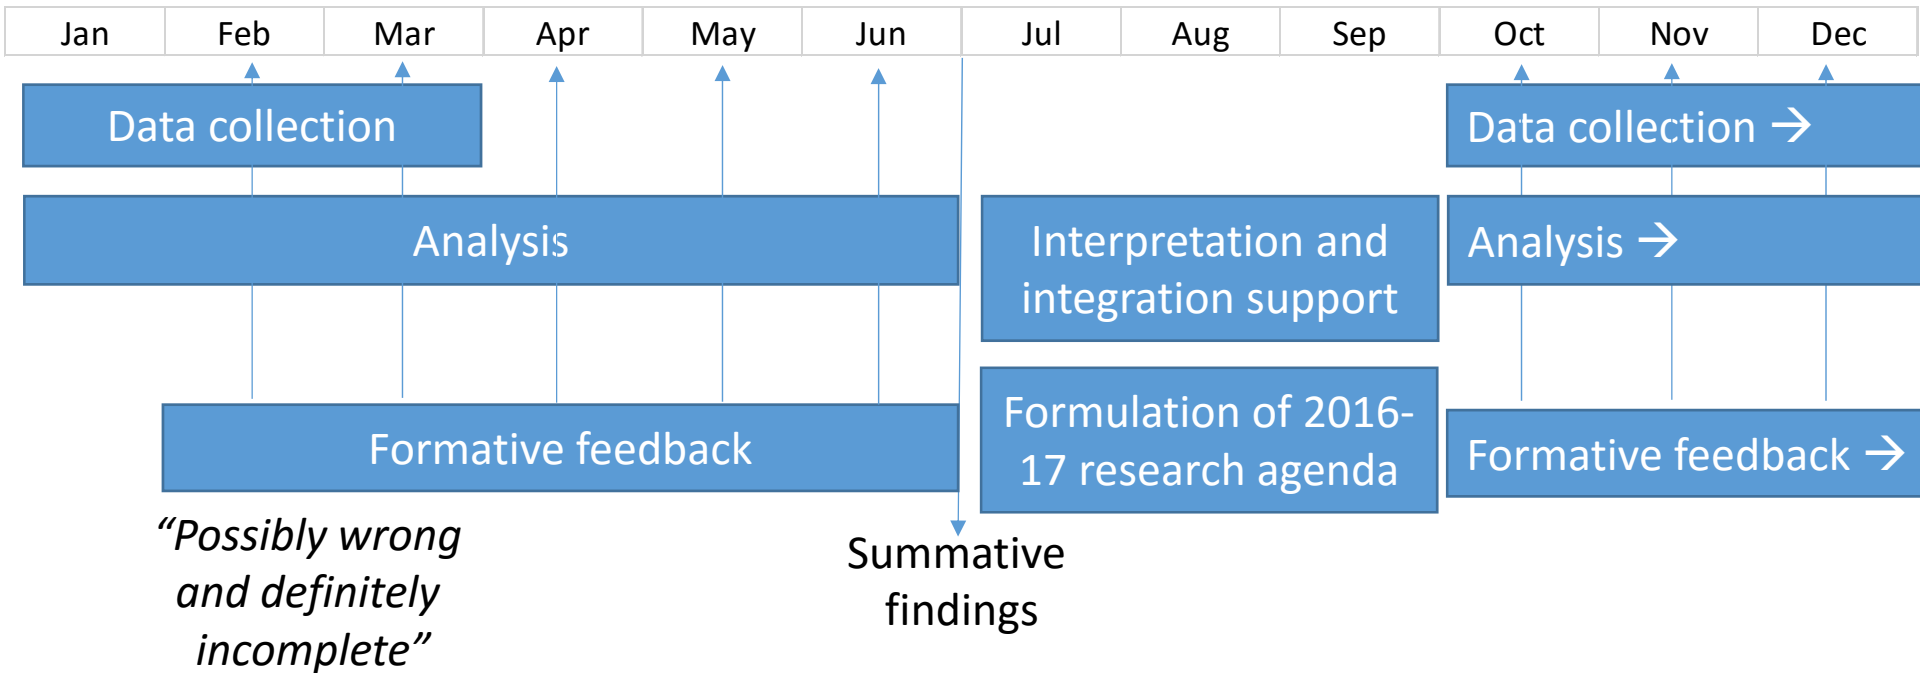 Jan Feb Mar Apr May Jun Jul Aug Sep Oct Nov Dec
Data collection
Data collection →
Analysis
Interpretation and
integration support
Analysis →
Formative feedback
Formulation of 2016-
17 research agenda
Formative feedback →
“Possibly wrong
and definitely
incomplete”
Summative
findings